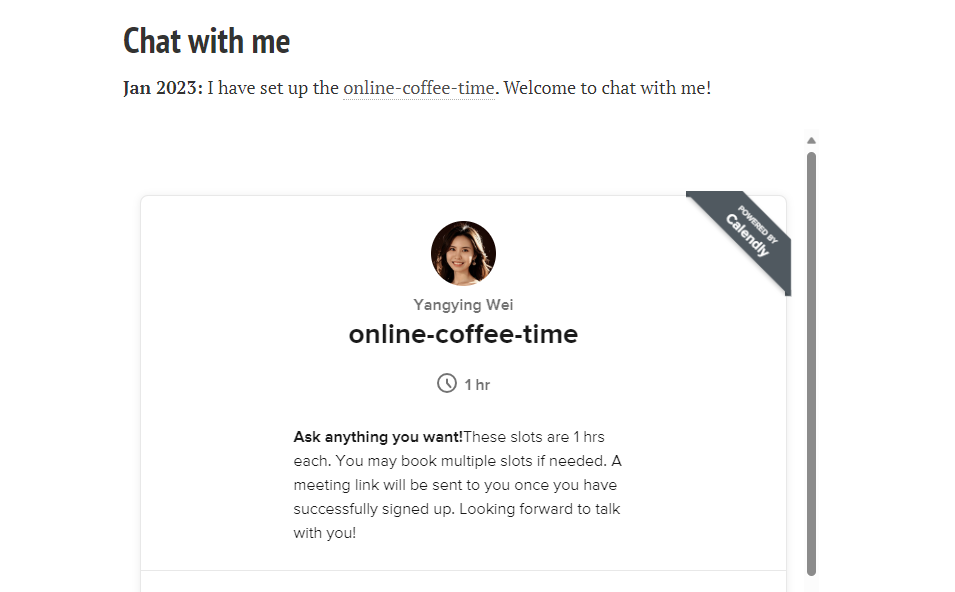 Chat with me
Jan 2023: I have set up the online-coffee-time. Welcome to chat with me!
POWERED BY
Calendly
Yangying Wei
online-coffee-time
1 hr
Ask anything you want!These slots are 1 hrs
each. You may book multiple slots if needed. A
meeting link will be sent to you once you have
successfully signed up. Looking forward to talk
with you!